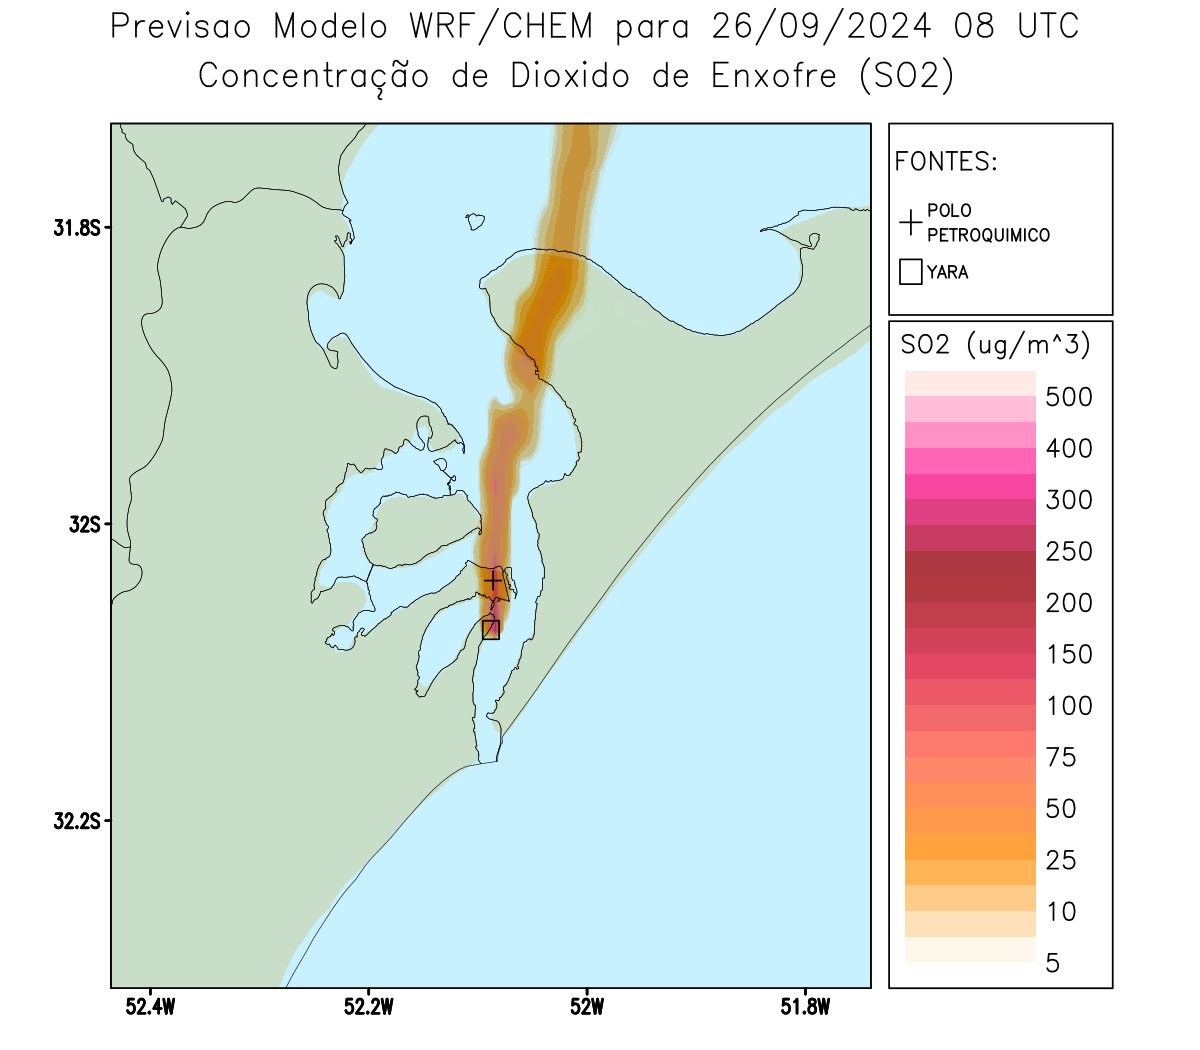 Previsao Modelo WRF/CHEM para 26/09/2024 08 UTC
Concentração de Dioxido de Enxofre (SO2)
FONTES:
POLO
PETROQUIMICO
YARA
SO2 (ug/m^3)
500
400
300
250
200
150
100
75
50
25
10
5
31.8S
32S
32.2S
52.4W
52.2W
52W
51.8W